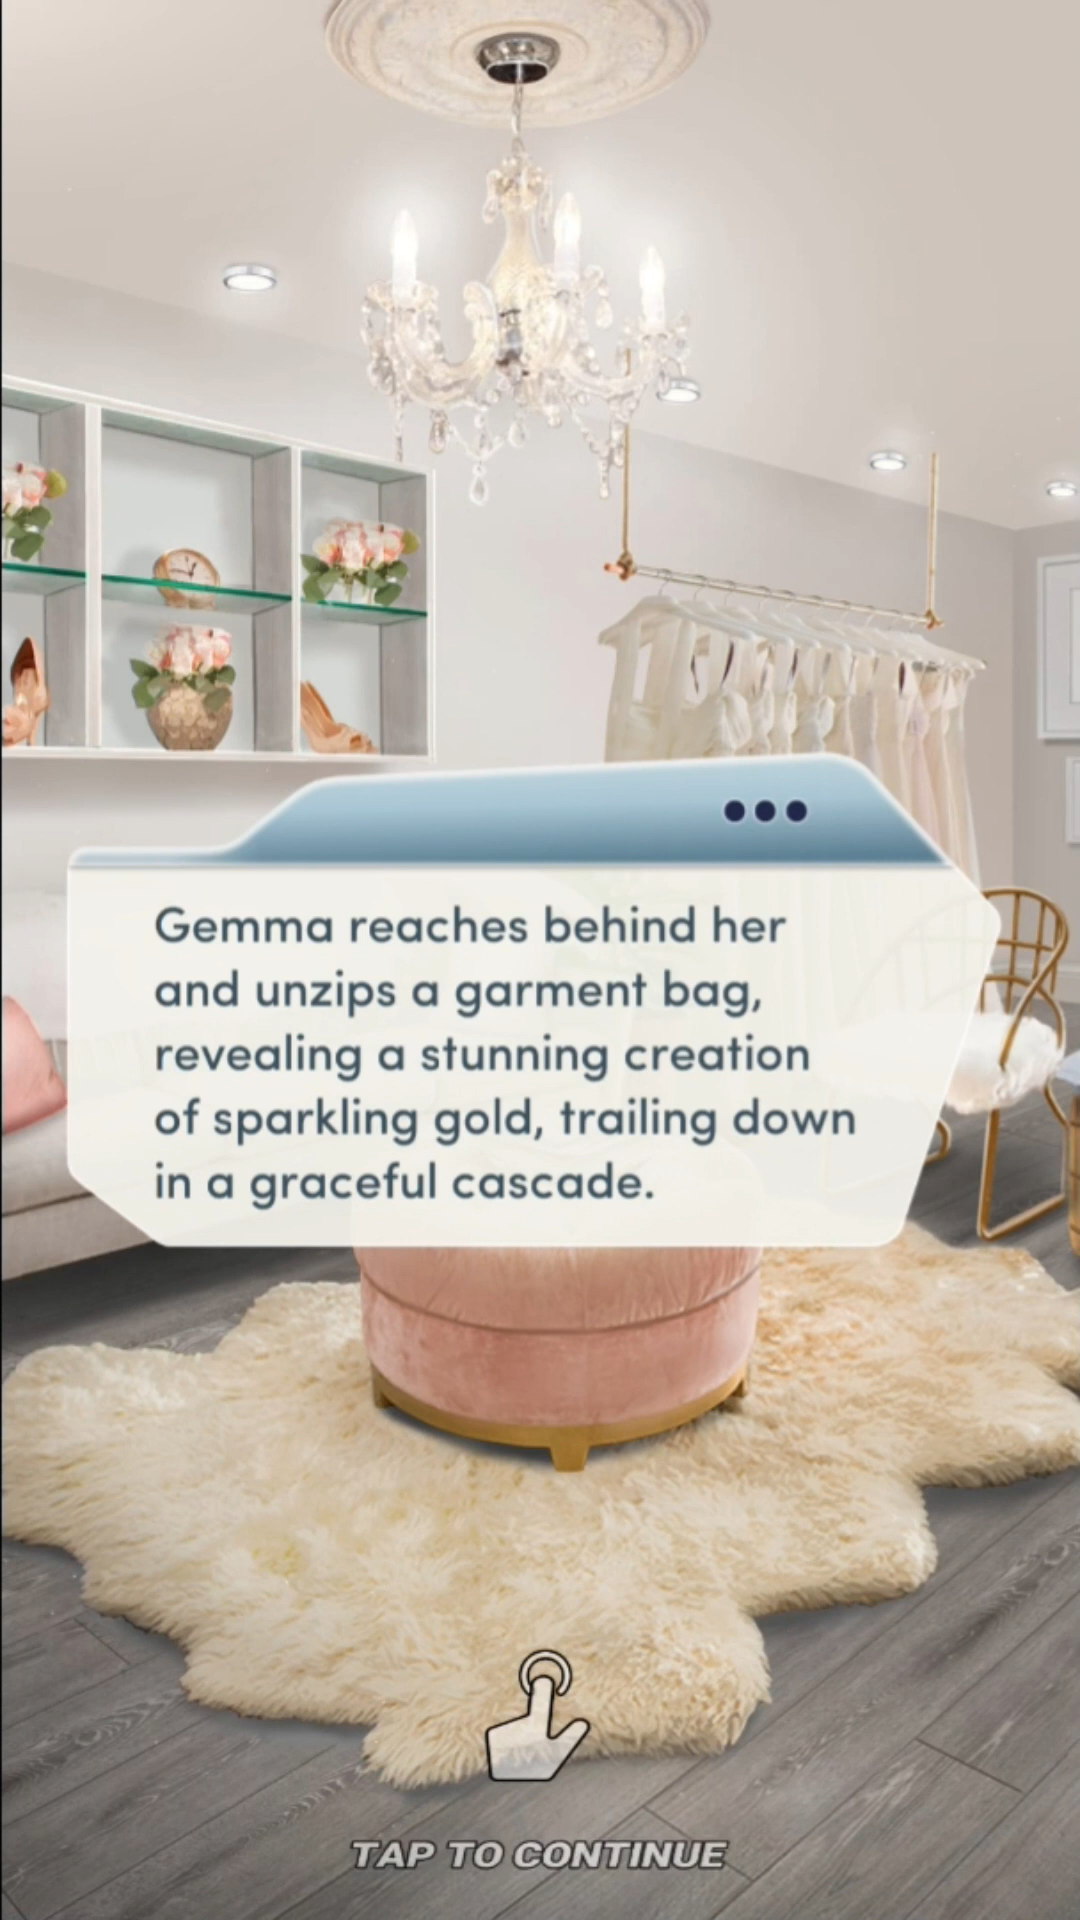 Gemma reaches behind her
and unzips a garment bag,
revealing a stunning creation
of sparkling gold, trailing down
in a graceful cascade.
TAP TO CONTINUE